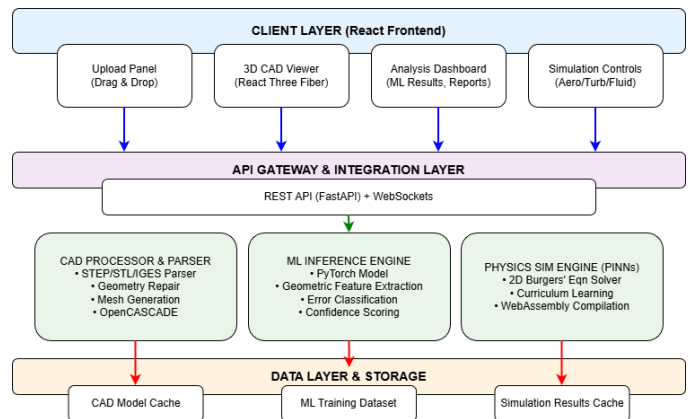 CLIENT LAYER (React Frontend)
Upload Panel
(Drag & Drop)
3D CAD Viewer
(React Three Fiber)
Analysis Dashboard
(ML Results, Reports)
Simulation Controls
(Aero/Turb/Fluid)
API GATEWAY & INTEGRATION LAYER
REST API (FastAPI) + WebSockets
CAD PROCESSOR & PARSER
• STEP/STL/IGES Parser
• Geometry Repair
• Mesh Generation
• OpenCASCADE
ML INFERENCE ENGINE
• PyTorch Model
• Geometric Feature Extraction
• Error Classification
• Confidence Scoring
PHYSICS SIM ENGINE (PINNs)
• 2D Burgers' Eqn Solver
• Curriculum Learning
• WebAssembly Compilation
DATA LAYER & STORAGE
CAD Model Cache
ML Training Dataset
Simulation Results Cache